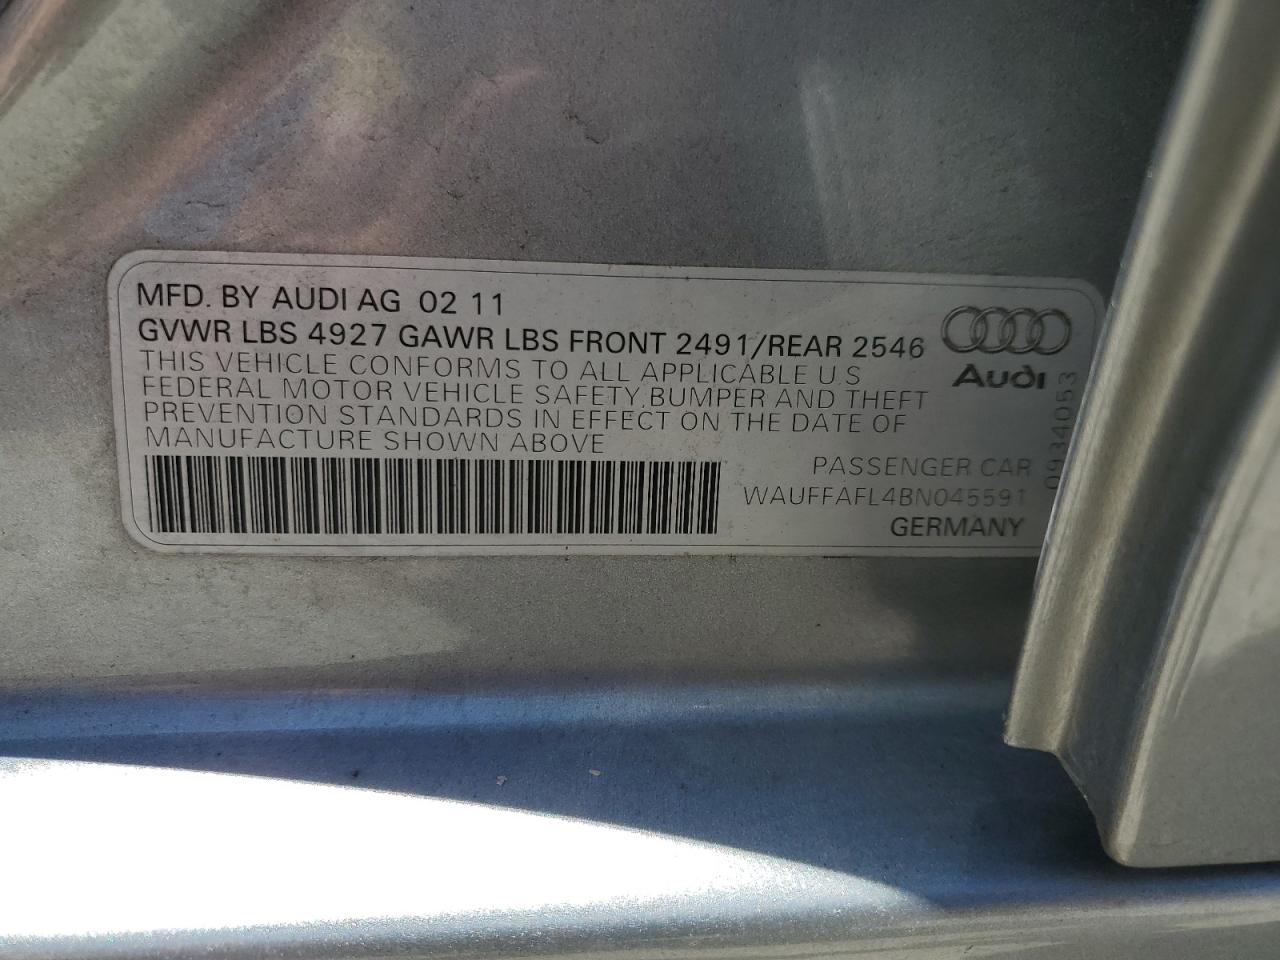 MFD. BY AUDI AG 02 11
GVWR LBS 4927 GAWR LBS FRONT 2491/REAR 2546
THIS VEHICLE CONFORMS TO ALL APPLICABLE U.S
FEDERAL MOTOR VEHICLE SAFETY, BUMPER AND THEFT
PREVENTION STANDARDS IN EFFECT ON THE DATE OF
MANUFACTURE SHOWN ABOVE
Audi
0934053
PASSENGER CAR
WAUFFAFL4BN045591
GERMANY